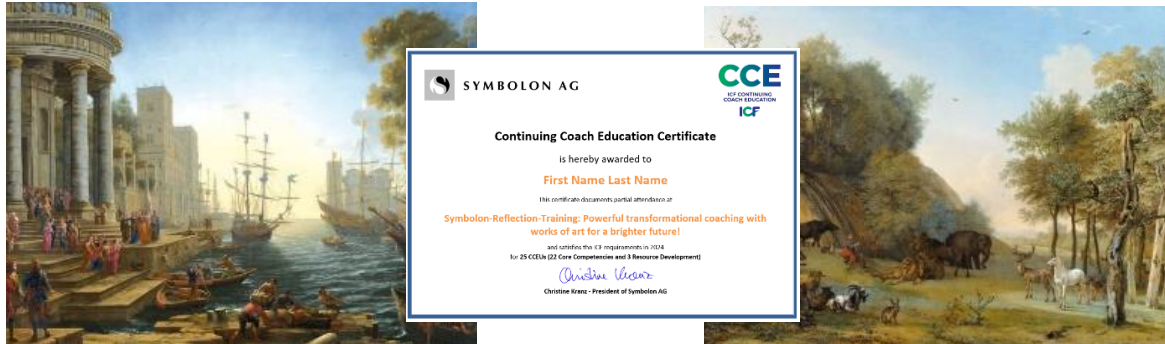 SYMBOLON AG
CCE
ICF CONTINUING
COACH EDUCATION
ICF
Continuing Coach Education Certificate
is hereby awarded to
First Name Last Name
This certificate documents partial attendance at
Symbolon-Reflection-Training: Powerful transformational coaching with
works of art for a brighter future!
and satisfies the ICF requirements in 2024
for 25 CCEUs (22 Core Competencies and 3 Resource Development)
Christine Kranz
Christine Kranz - President of Symbolon AG